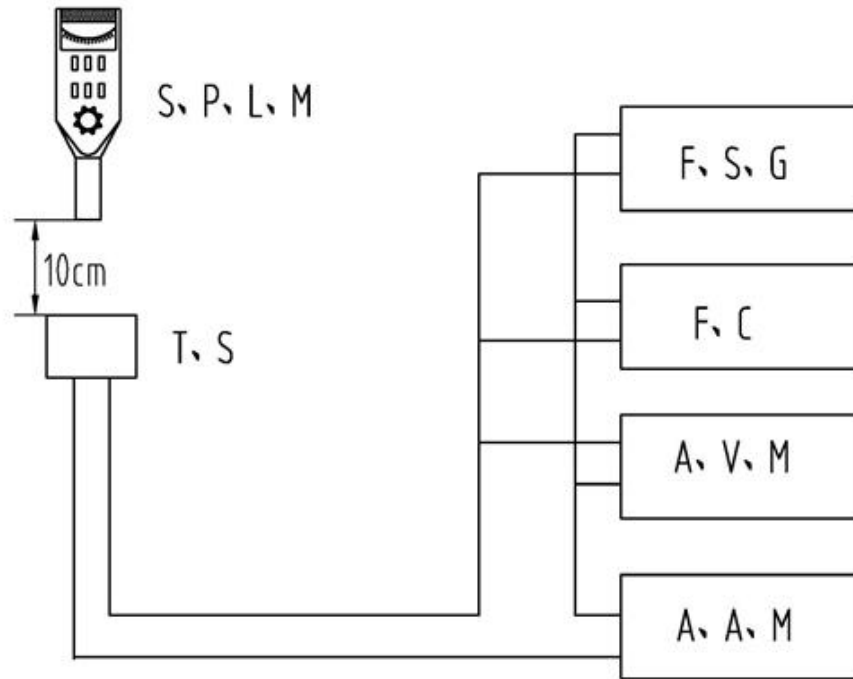 S、P、L、M
F、S、G
10cm
T、S
F、C
A、V、M
A、A、M